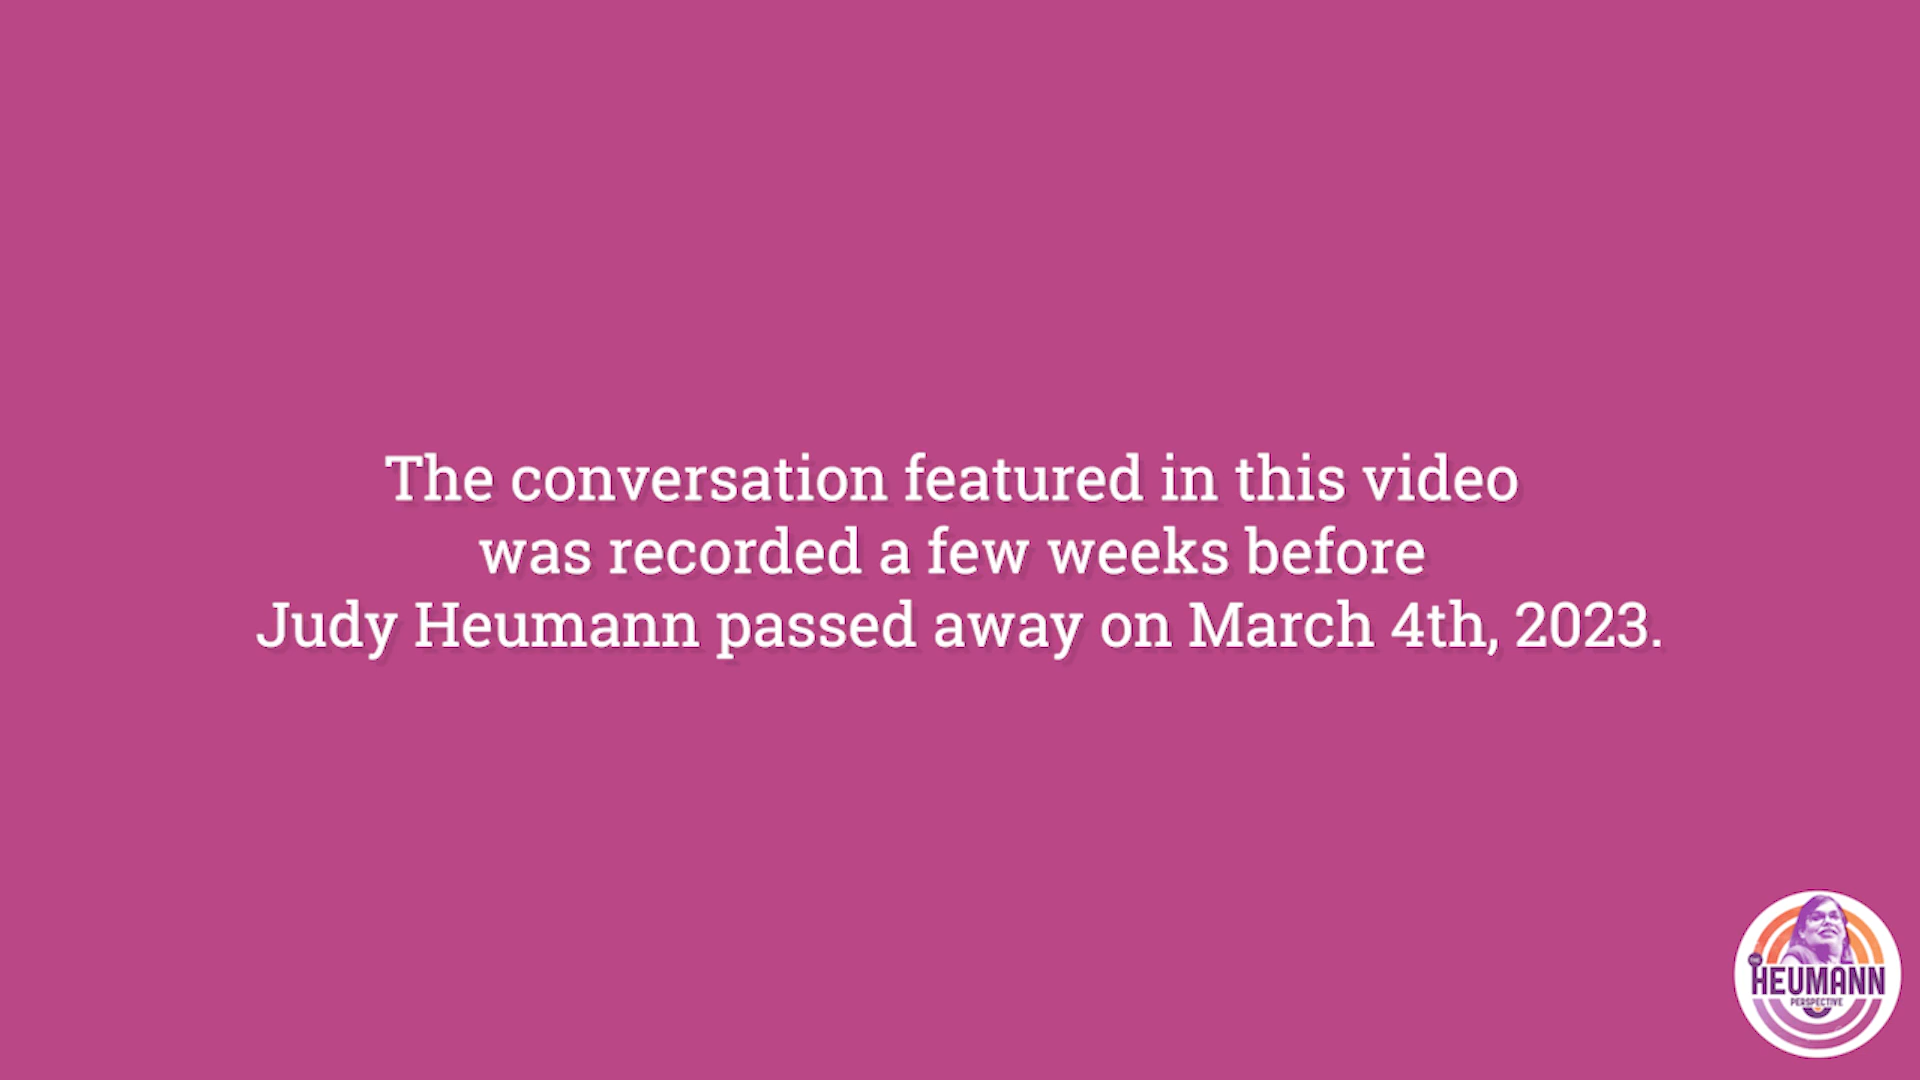 The conversation featured in this video
was recorded a few weeks before
Judy Heumann passed away on March 4th, 2023.
THE
HEUMANN
PERSPECTIVE